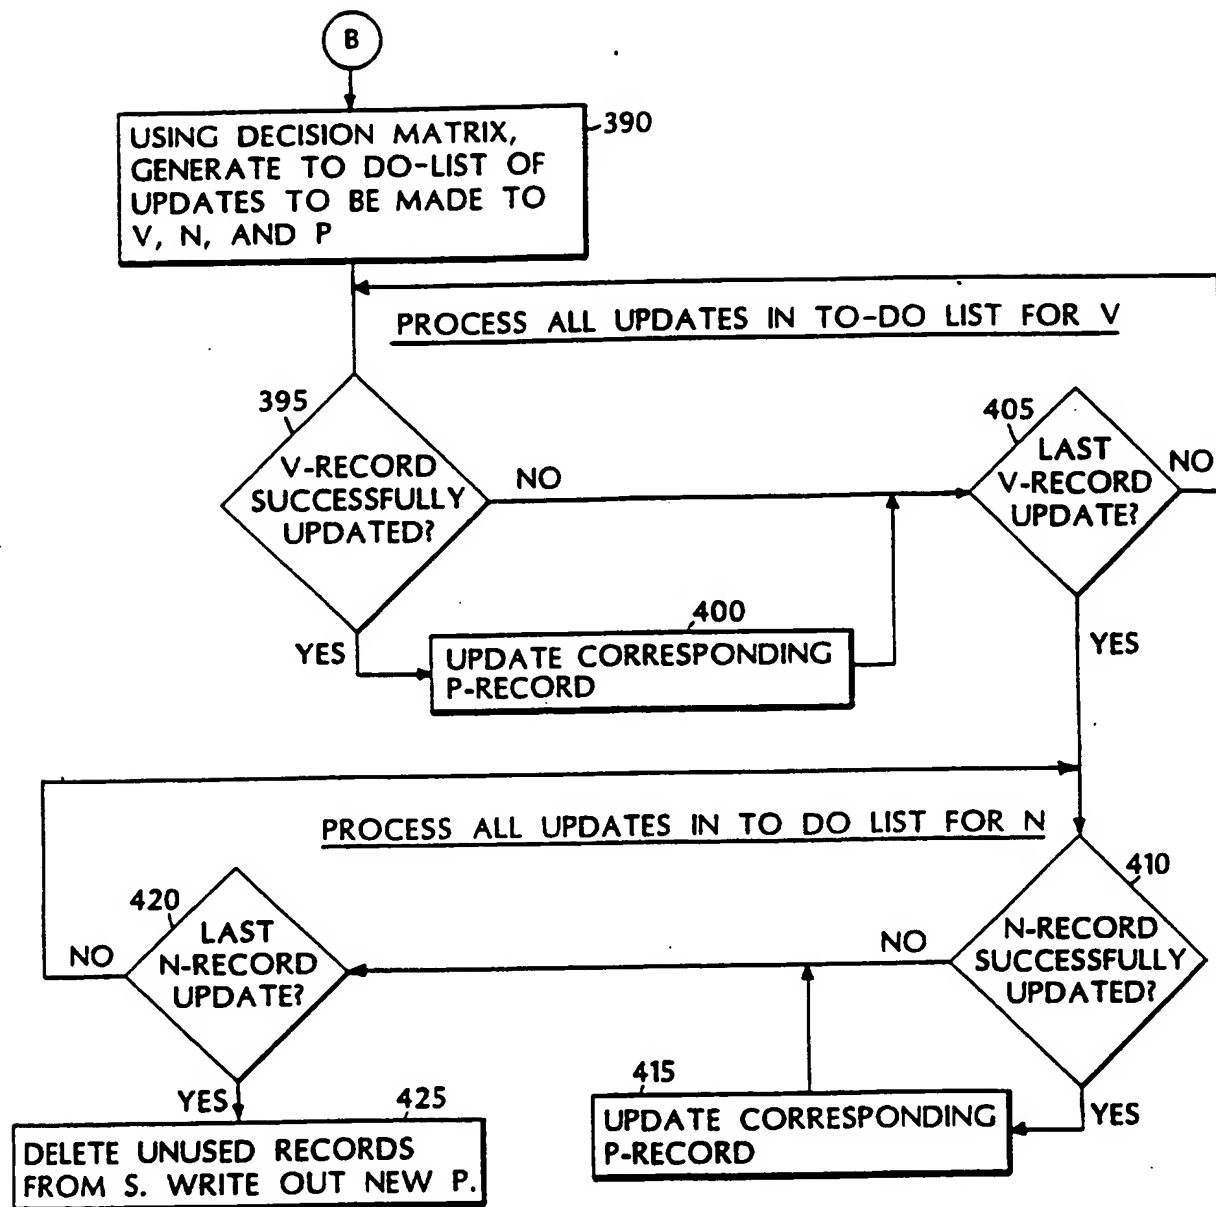 B
390
USING DECISION MATRIX,
GENERATE TO DO-LIST OF
UPDATES TO BE MADE TO
V, N, AND P
PROCESS ALL UPDATES IN TO-DO LIST FOR V
395
V-RECORD
SUCCESSFULLY
UPDATED?
NO
YES
400
UPDATE CORRESPONDING
P-RECORD
405
LAST
V-RECORD
UPDATE?
NO
YES
PROCESS ALL UPDATES IN TO DO LIST FOR N
410
N-RECORD
SUCCESSFULLY
UPDATED?
NO
YES
415
UPDATE CORRESPONDING
P-RECORD
420
LAST
N-RECORD
UPDATE?
NO
YES
425
DELETE UNUSED RECORDS
FROM S. WRITE OUT NEW P.